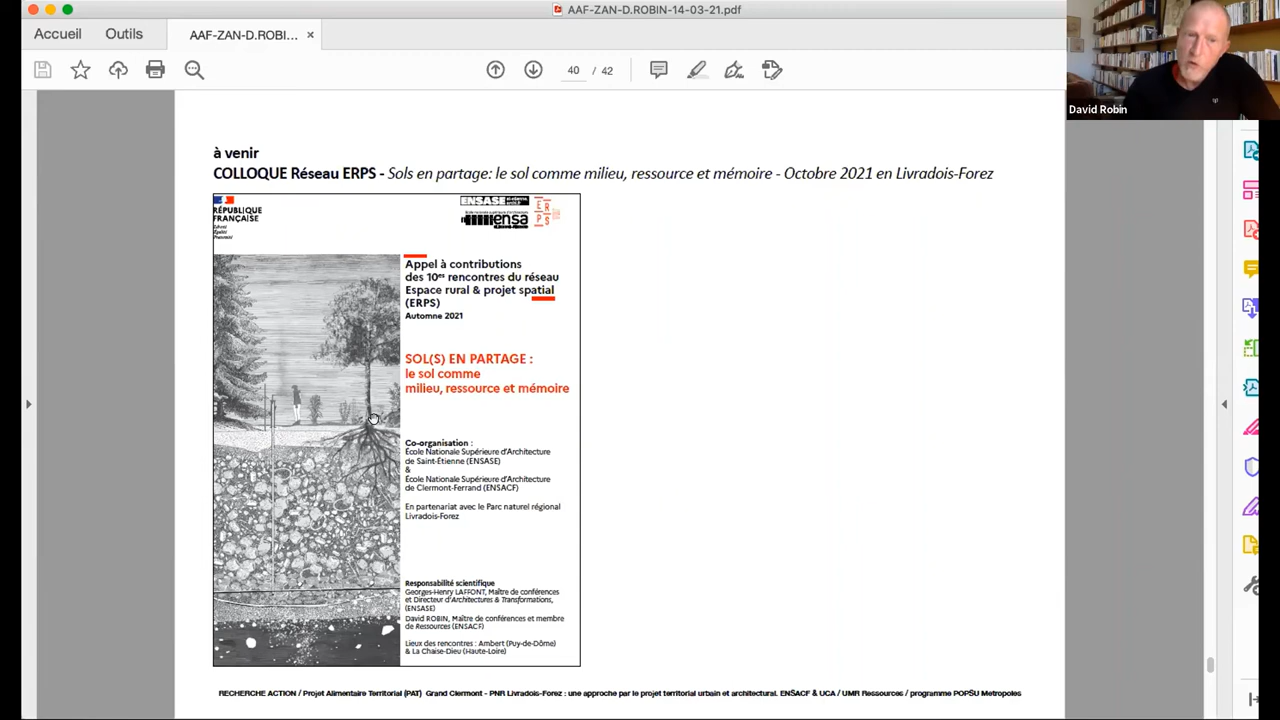 AAF-ZAN-D.ROBIN-14-03-21.pdf
Accueil Outils AAF-ZAN-D.ROBI... ×
40 / 42
David Robin
à venir
COLLOQUE Réseau ERPS - Sols en partage: le sol comme milieu, ressource et mémoire - Octobre 2021 en Livradois-Forez
RÉPUBLIQUE
FRANÇAISE
Liberté
Égalité
Fraternité
ENSASE
ensa
E R
P S
Appel à contributions
des 10es rencontres du réseau
Espace rural & projet spatial
(ERPS)
Automne 2021
SOL(S) EN PARTAGE :
le sol comme
milieu, ressource et mémoire
Co-organisation :
École Nationale Supérieure d'Architecture
de Saint-Étienne (ENSASE)
&
École Nationale Supérieure d'Architecture
de Clermont-Ferrand (ENSACF)
En partenariat avec le Parc naturel régional
Livradois-Forez
Responsabilité scientifique
Georges-Henry LAFFONT, Maître de conférences
et Directeur d'Architectures & Transformations,
(ENSASE)
David ROBIN, Maître de conférences et membre
de Ressources (ENSACF)
Lieux des rencontres : Ambert (Puy-de-Dôme)
& La Chaise-Dieu (Haute-Loire)
RECHERCHE ACTION / Projet Alimentaire Territorial (PAT) Grand Clermont - PNR Livradois-Forez : une approche par le projet territorial urbain et architectural. ENSACF & UCA / UMR Ressources / programme POPSU Metropoles